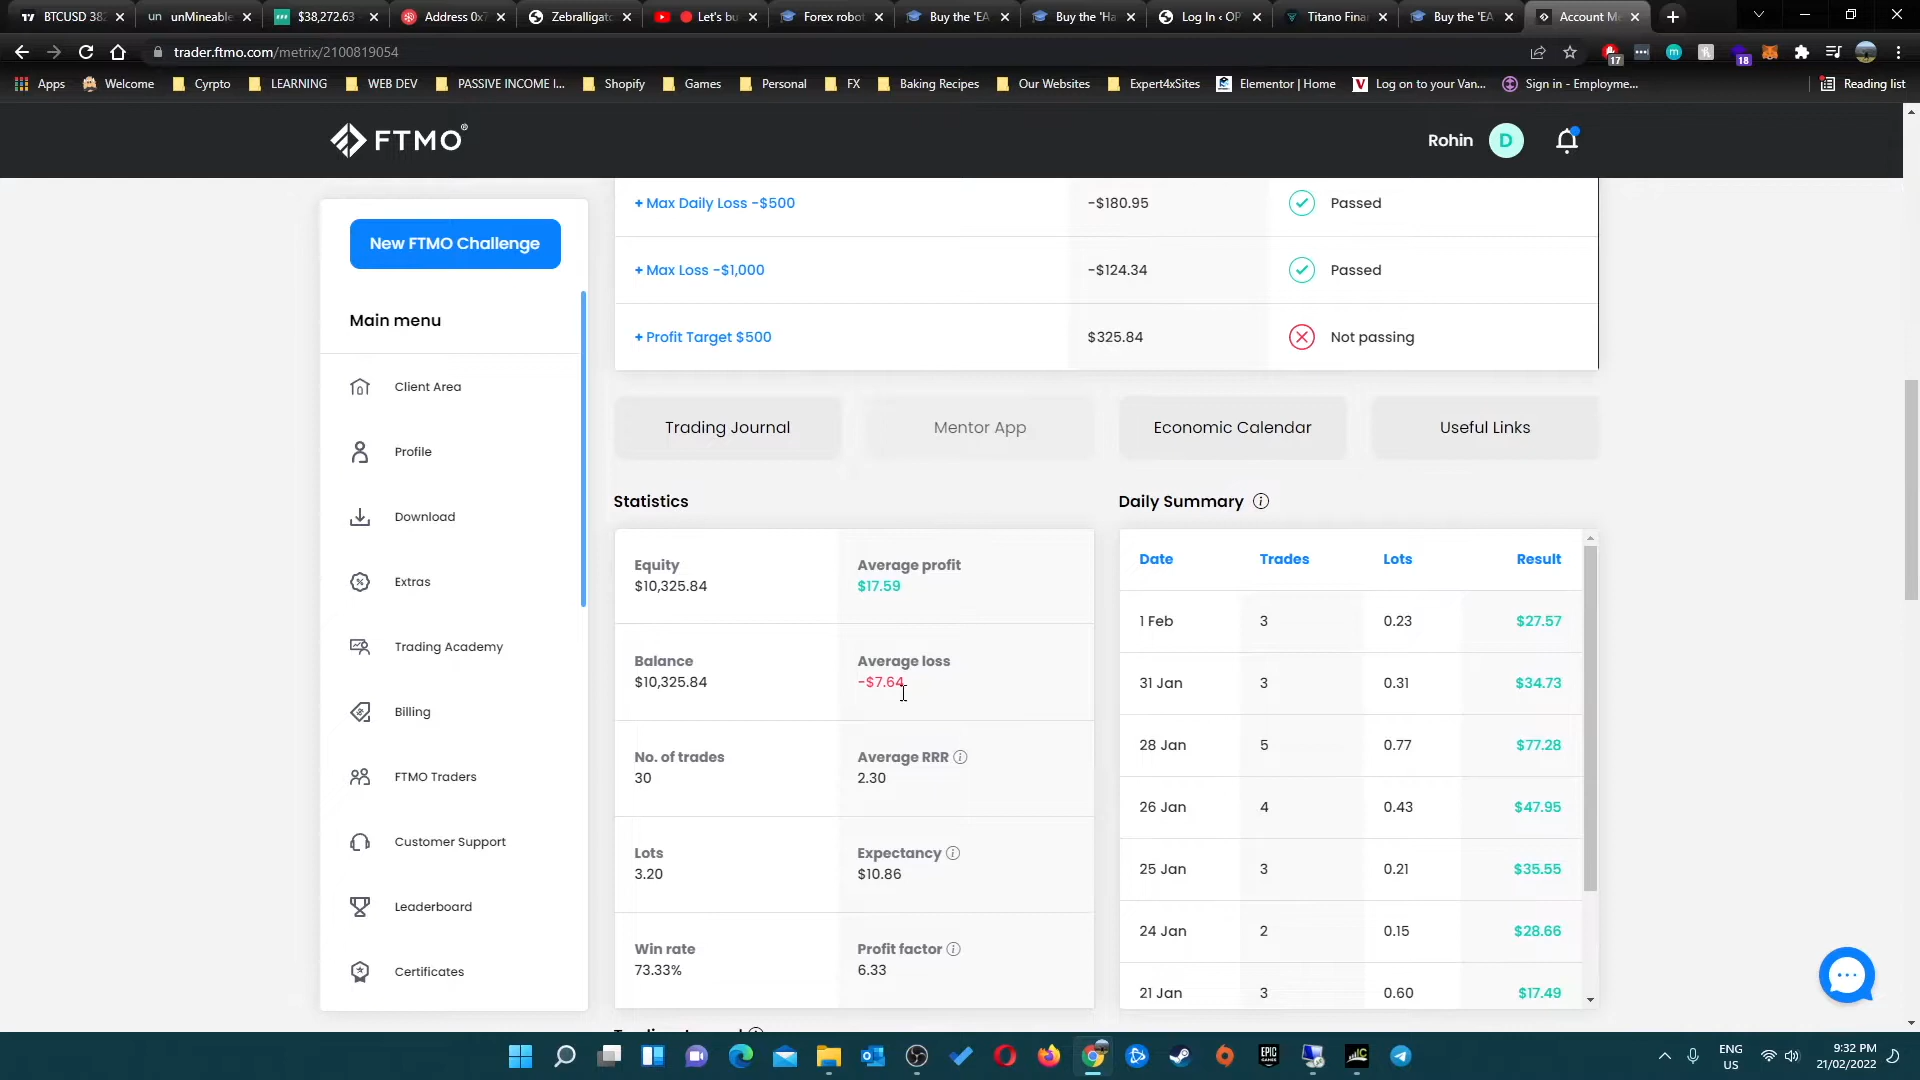 BTCUSD 382
unMineable
$38,272.63
Address 0x7
Zebralligato
Let's bu
Forex robot
Buy the 'EA
Buy the 'Ha
Log In ‹ OP
Titano Finan
Buy the 'EA
Account Me
trader.ftmo.com/metrix/2100819054
17
18
Apps
Welcome
Cyrpto
LEARNING
WEB DEV
PASSIVE INCOME I...
Shopify
Games
Personal
FX
Baking Recipes
Our Websites
Expert4xSites
Elementor | Home
Log on to your Van...
Sign in - Employme...
Reading list
FTMO®
Rohin
D
New FTMO Challenge
Main menu
Client Area
Profile
Download
Extras
Trading Academy
Billing
FTMO Traders
Customer Support
Leaderboard
Certificates
+ Max Daily Loss -$500 -$180.95 Passed
+ Max Loss -$1,000 -$124.34 Passed
+ Profit Target $500 $325.84 Not passing
Trading Journal
Mentor App
Economic Calendar
Useful Links
Statistics
Equity
$10,325.84
Average profit
$17.59
Balance
$10,325.84
Average loss
-$7.64
No. of trades
30
Average RRR
2.30
Lots
3.20
Expectancy
$10.86
Win rate
73.33%
Profit factor
6.33
Daily Summary
Date Trades Lots Result
1 Feb 3 0.23 $27.57
31 Jan 3 0.31 $34.73
28 Jan 5 0.77 $77.28
26 Jan 4 0.43 $47.95
25 Jan 3 0.21 $35.55
24 Jan 2 0.15 $28.66
21 Jan 3 0.60 $17.49
EPIC
GAMES
ENG
US
9:32 PM
21/02/2022